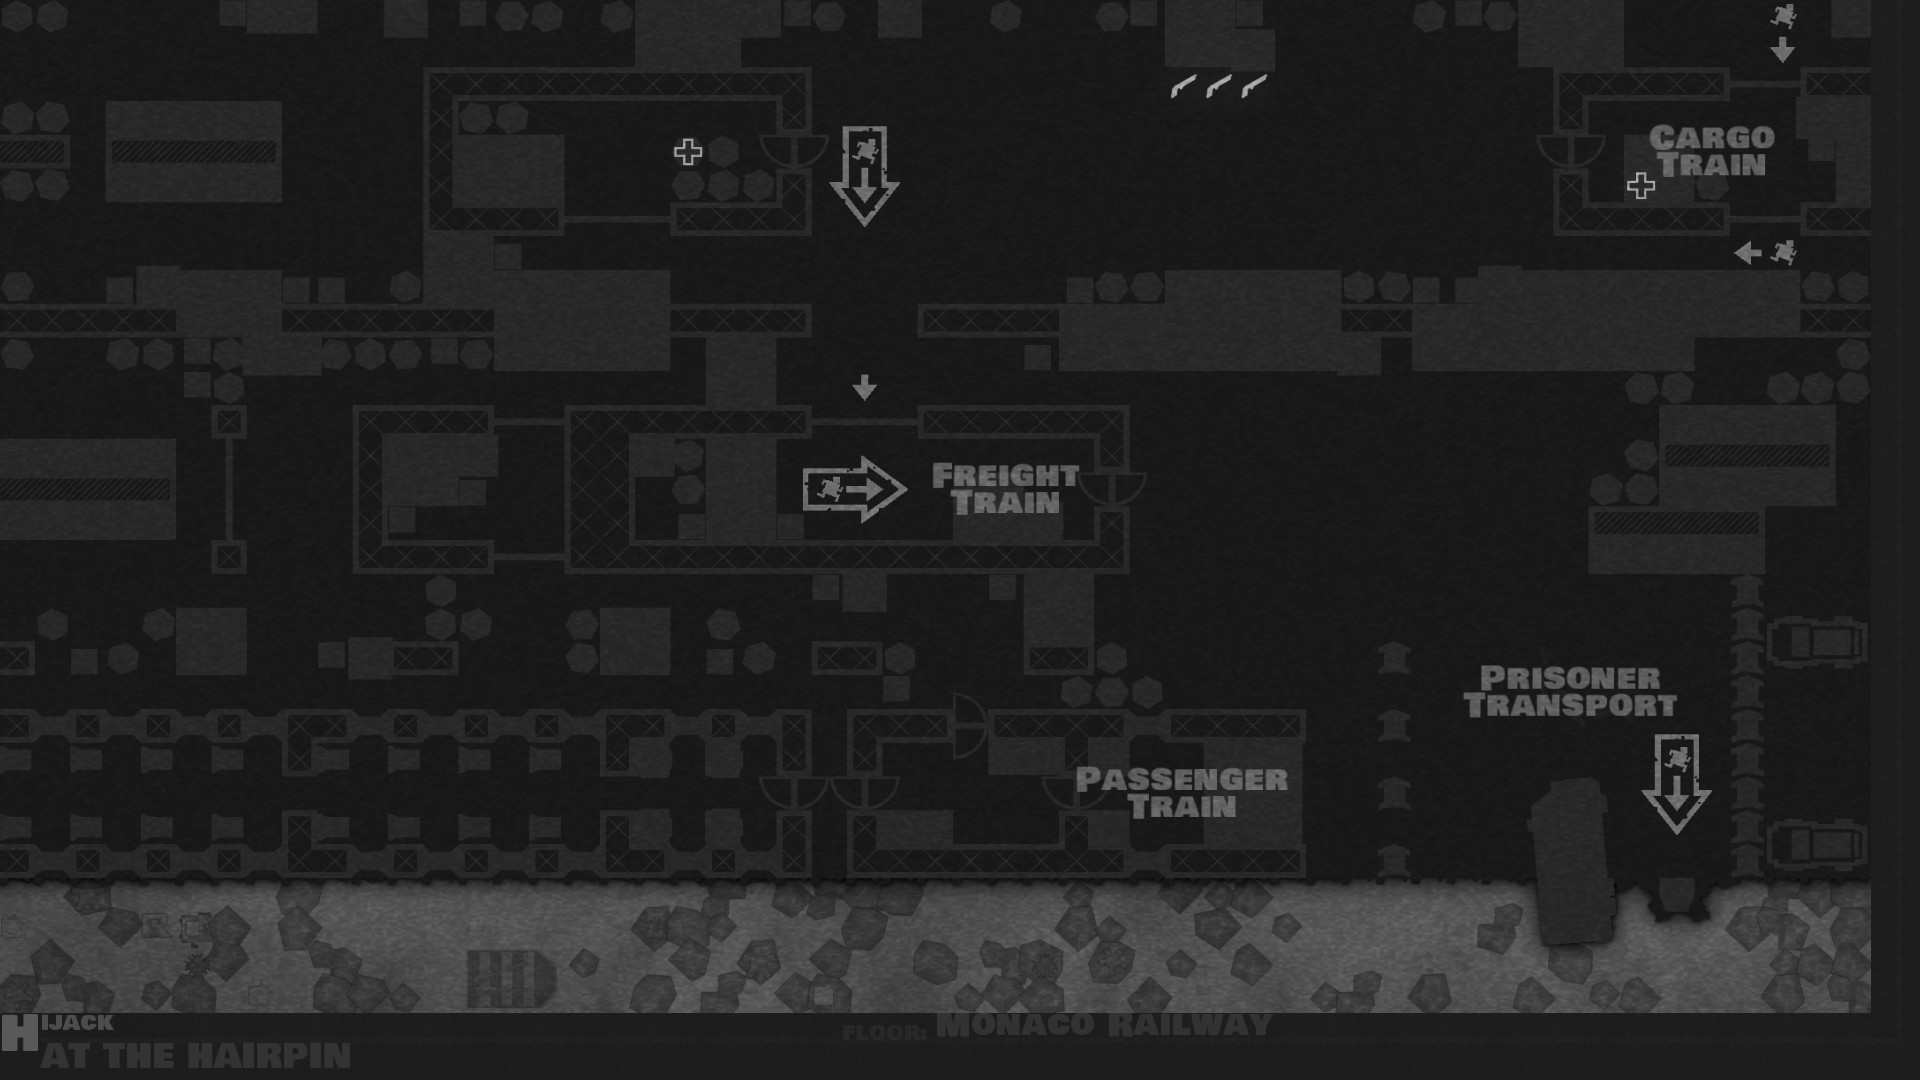 CARGO
TRAIN
FREIGHT
TRAIN
PRISONER
TRANSPORT
PASSENGER
TRAIN
HIJACK
AT THE HAIRPIN
FLOOR: MONACO RAILWAY